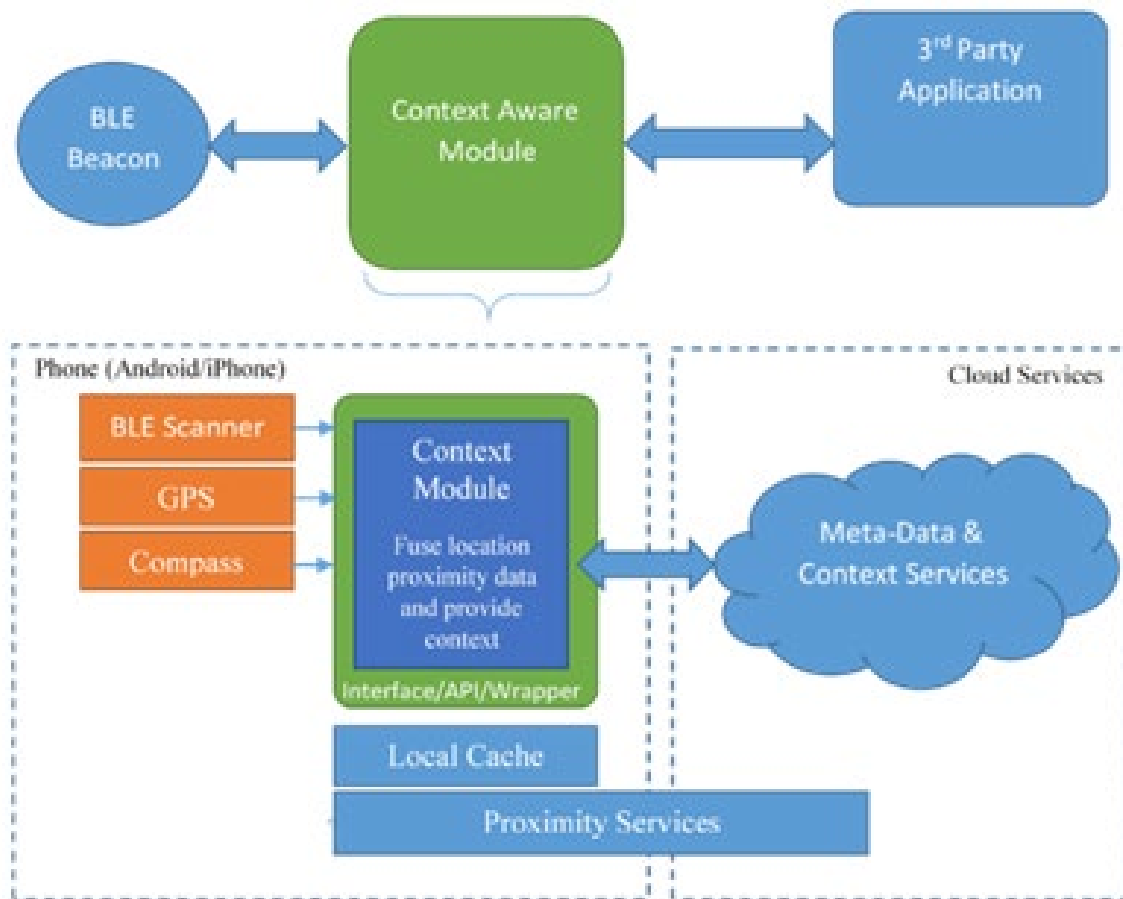 BLE
Beacon
Context Aware
Module
3rd Party
Application
Phone (Android/iPhone)
BLE Scanner
GPS
Compass
Context
Module
Fuse location
proximity data
and provide
context
Interface/API/Wrapper
Local Cache
Proximity Services
Cloud Services
Meta-Data &
Context Services